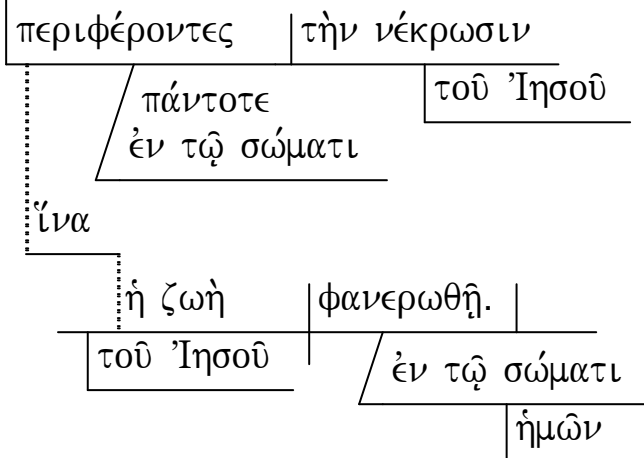 περιφέροντες τὴν νέκρωσιν
τοῦ Ἰησοῦ
πάντοτε
ἐν τῷ σώματι
ἵνα
ἡ ζωὴ φανερωθῇ.
τοῦ Ἰησοῦ
ἐν τῷ σώματι
ἡμῶν